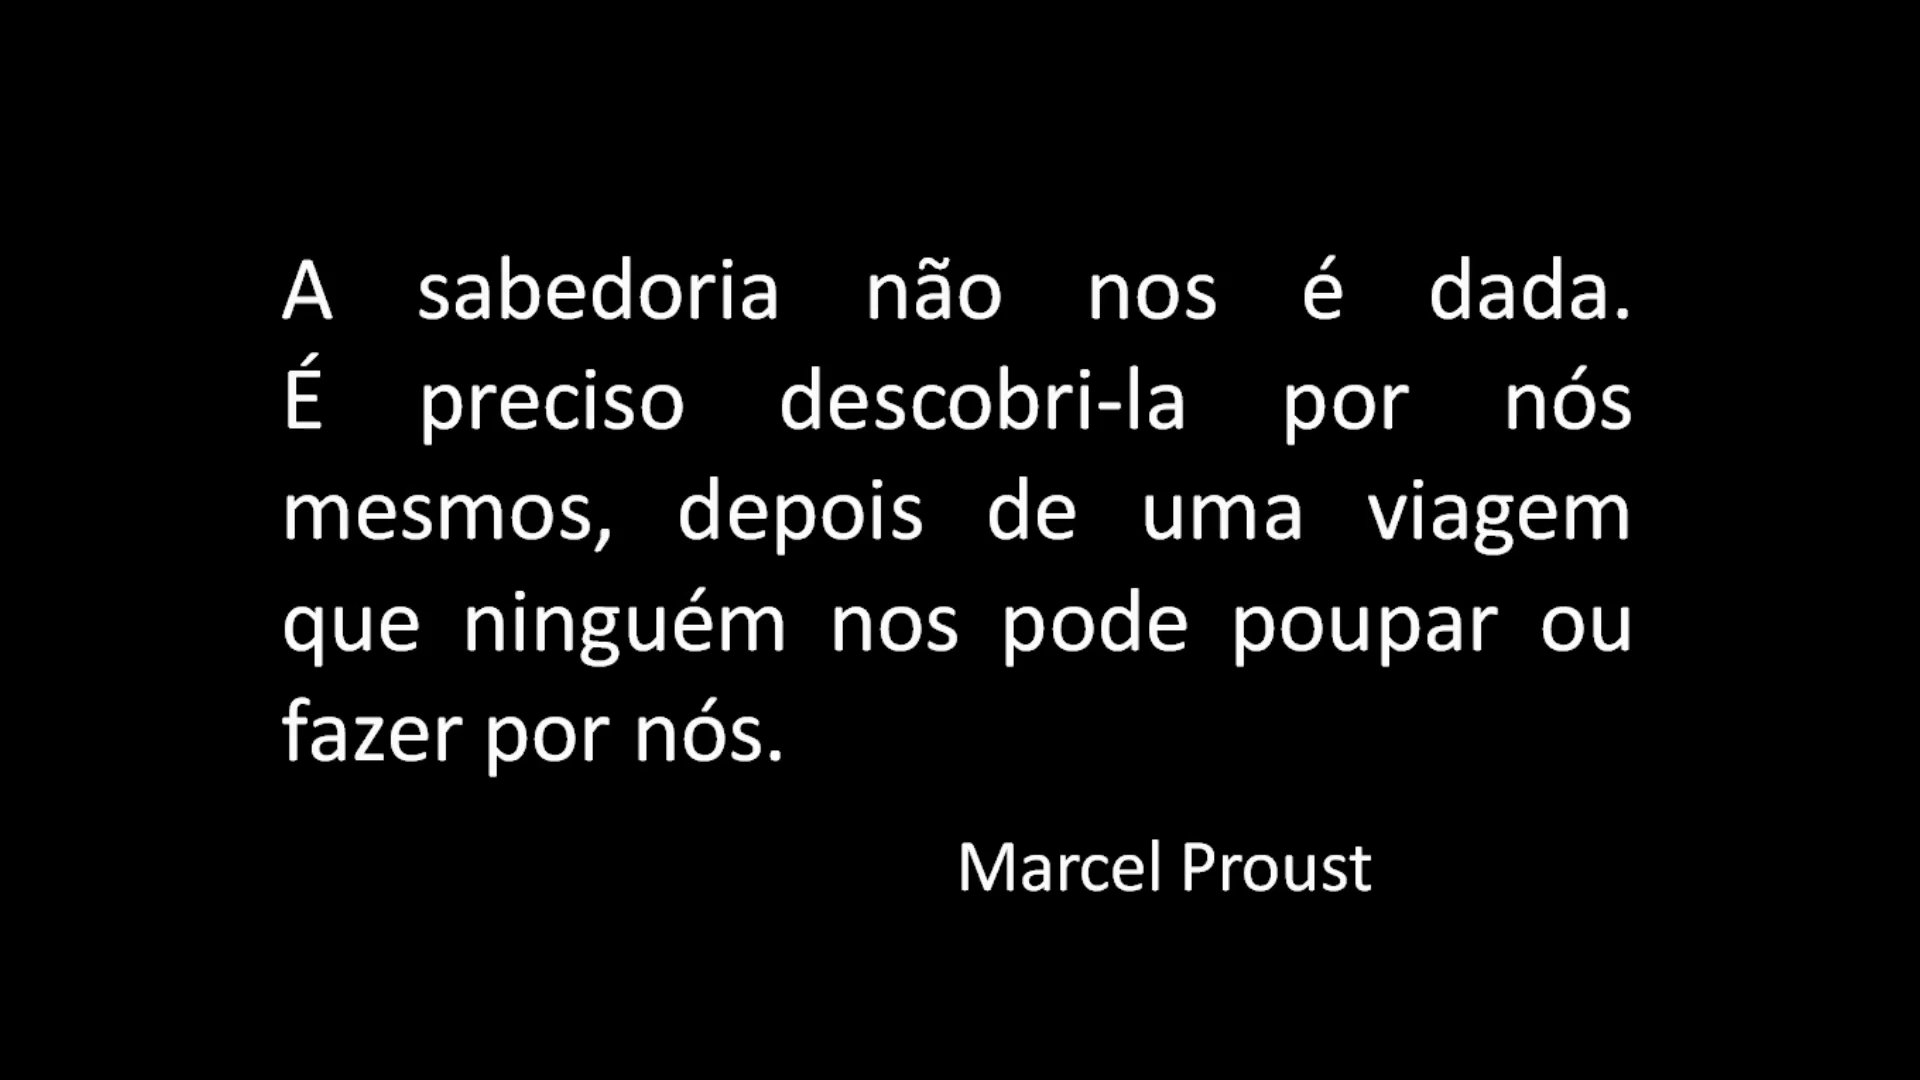 A sabedoria não nos é dada.
É preciso descobri-la por nós
mesmos, depois de uma viagem
que ninguém nos pode poupar ou
fazer por nós.
Marcel Proust